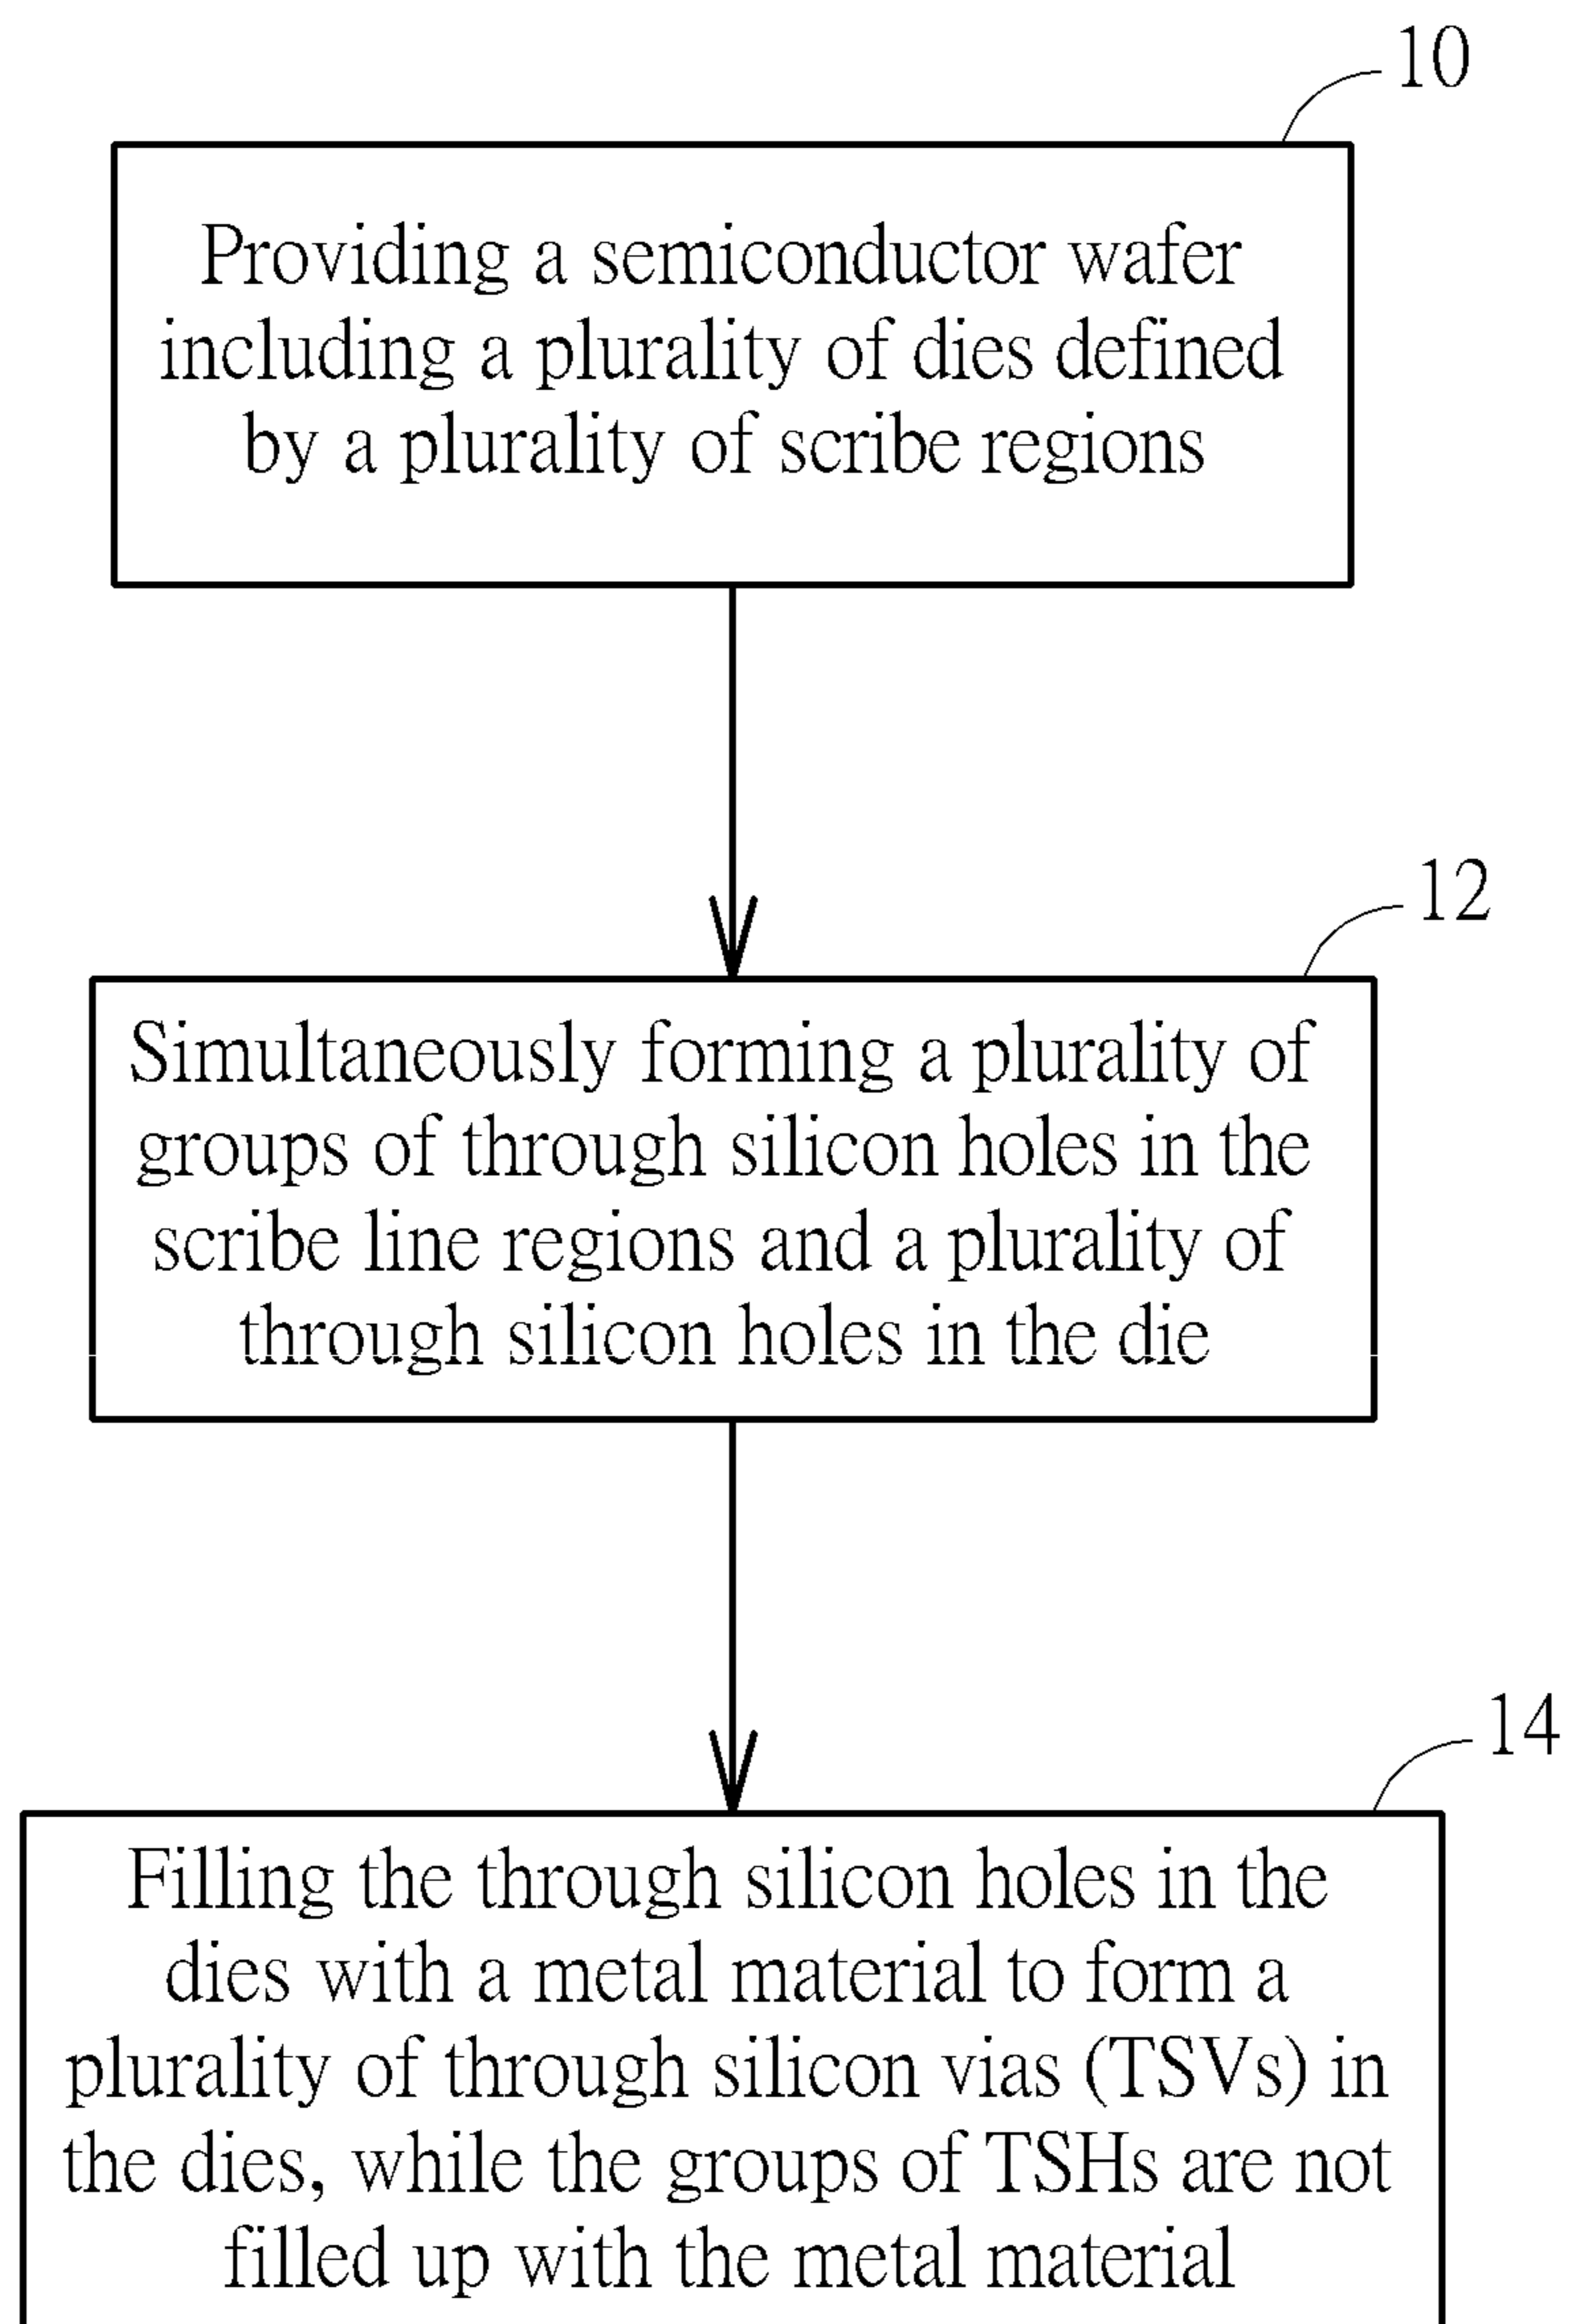 10
Providing a semiconductor wafer
including a plurality of dies defined
by a plurality of scribe regions
12
Simultaneously forming a plurality of
groups of through silicon holes in the
scribe line regions and a plurality of
through silicon holes in the die
14
Filling the through silicon holes in the
dies with a metal material to form a
plurality of through silicon vias (TSVs) in
the dies, while the groups of TSHs are not
filled up with the metal material